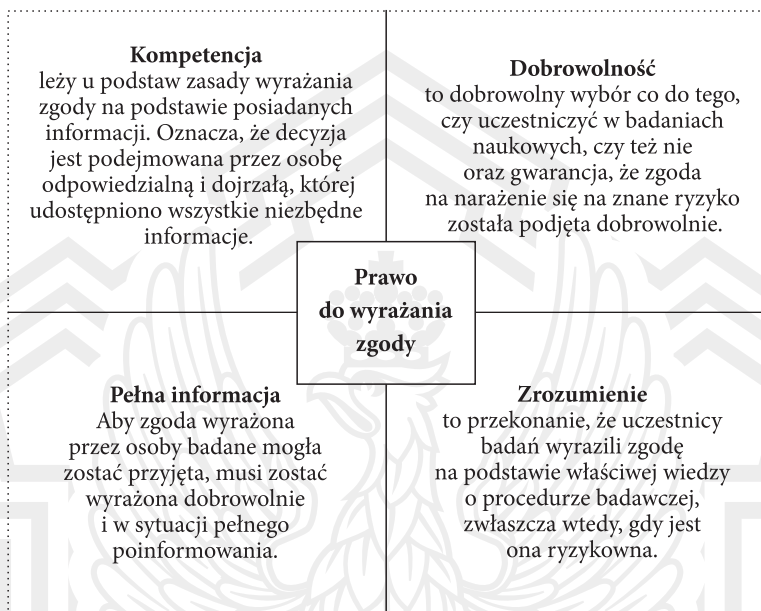 Kompetencja
leży u podstaw zasady wyrażania
zgody na podstawie posiadanych
informacji. Oznacza, że decyzja
jest podejmowana przez osobę
odpowiedzialną i dojrzałą, której
udostępniono wszystkie niezbędne
informacje.
Dobrowolność
to dobrowolny wybór co do tego,
czy uczestniczyć w badaniach
naukowych, czy też nie
oraz gwarancja, że zgoda
na narażenie się na znane ryzyko
została podjęta dobrowolnie.
Prawo
do wyrażania
zgody
Pełna informacja
Aby zgoda wyrażona
przez osoby badane mogła
zostać przyjęta, musi zostać
wyrażona dobrowolnie
i w sytuacji pełnego
poinformowania.
Zrozumienie
to przekonanie, że uczestnicy
badań wyrazili zgodę
na podstawie właściwej wiedzy
o procedurze badawczej,
zwłaszcza wtedy, gdy jest
ona ryzykowna.